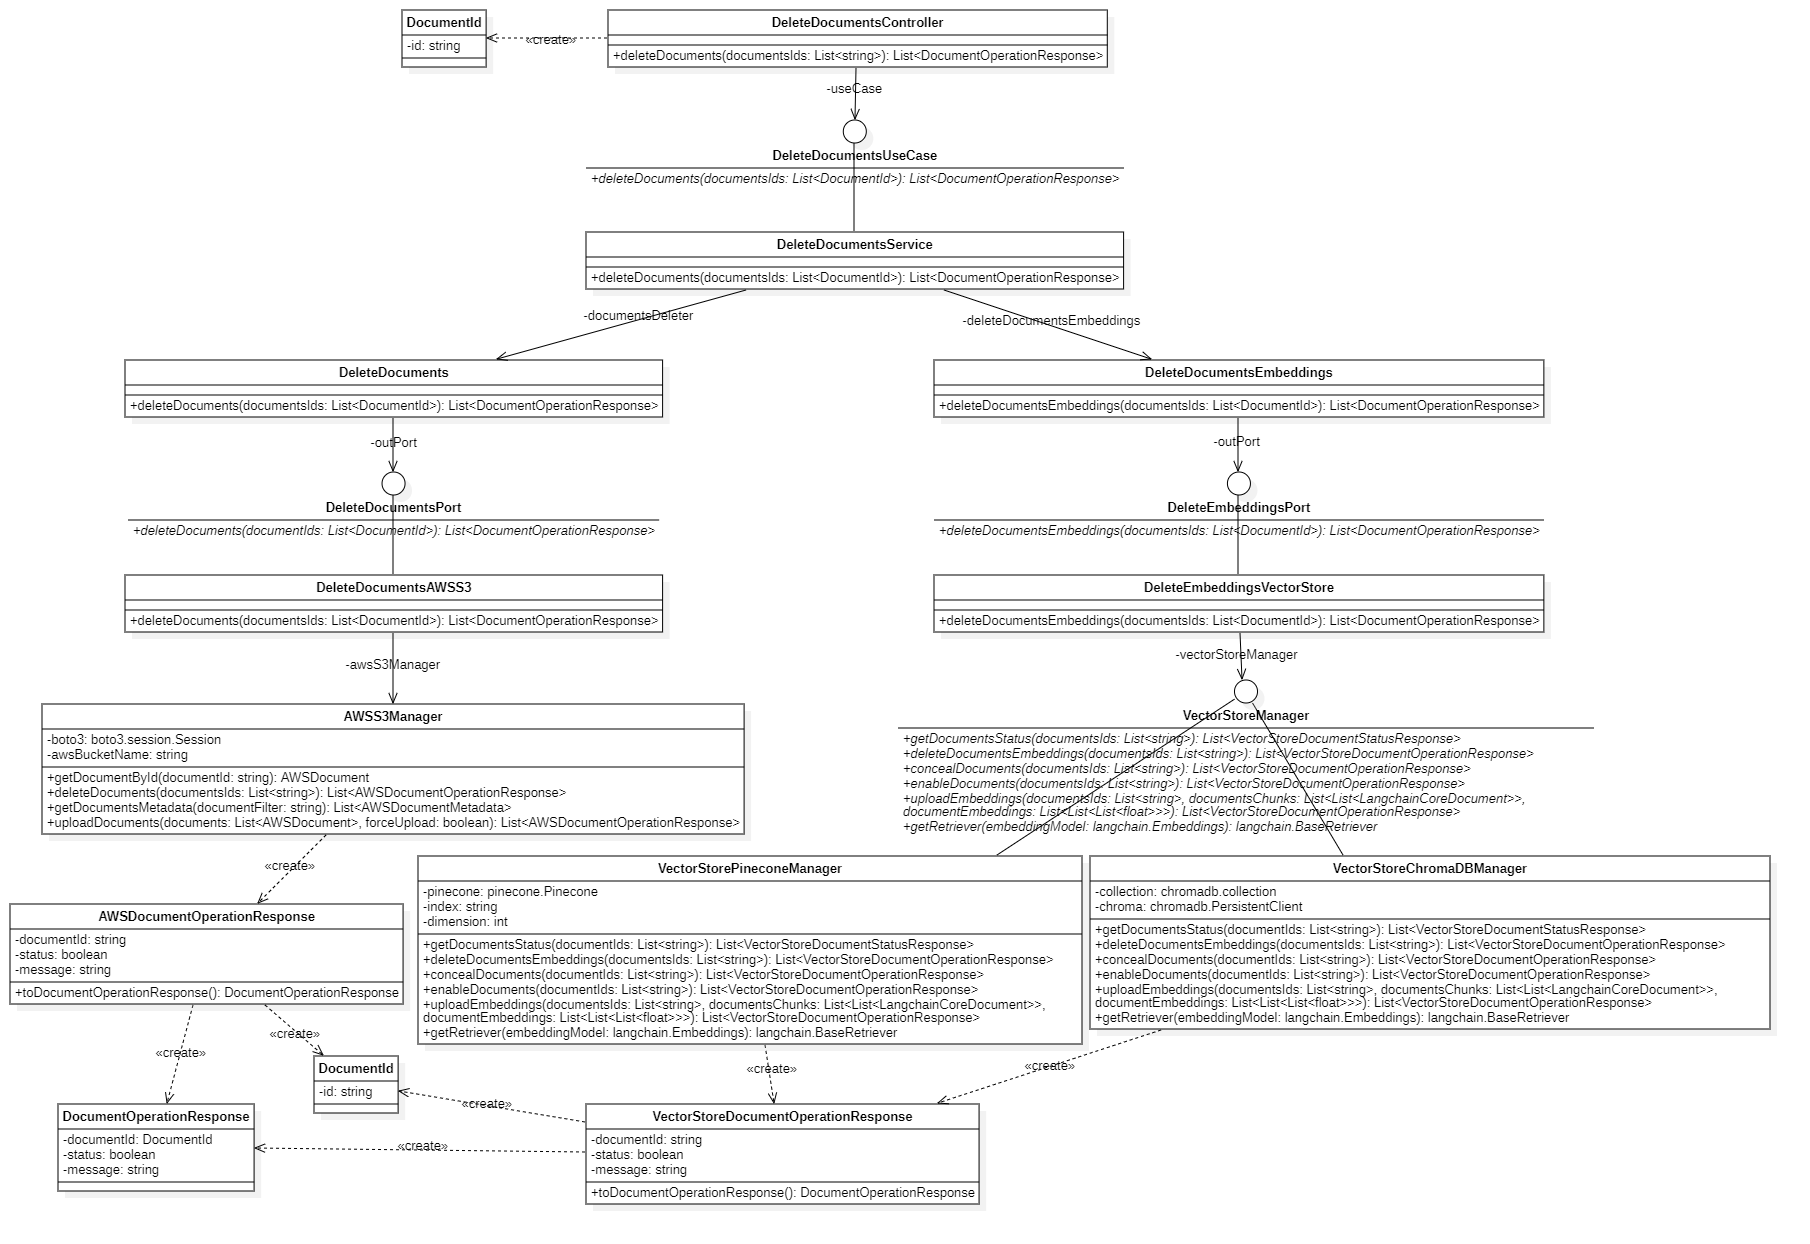 DocumentId
-id: string
«create»
DeleteDocumentsController
+deleteDocuments(documentsIds: List<string>): List<DocumentOperationResponse>
-useCase
DeleteDocumentsUseCase
+deleteDocuments(documentsIds: List<DocumentId>): List<DocumentOperationResponse>
DeleteDocumentsService
+deleteDocuments(documentsIds: List<DocumentId>): List<DocumentOperationResponse>
-documentsDeleter
-deleteDocumentsEmbeddings
DeleteDocuments
+deleteDocuments(documentsIds: List<DocumentId>): List<DocumentOperationResponse>
DeleteDocumentsEmbeddings
+deleteDocumentsEmbeddings(documentsIds: List<DocumentId>): List<DocumentOperationResponse>
-outPort
-outPort
DeleteDocumentsPort
+deleteDocuments(documentIds: List<DocumentId>): List<DocumentOperationResponse>
DeleteEmbeddingsPort
+deleteDocumentsEmbeddings(documentsIds: List<DocumentId>): List<DocumentOperationResponse>
DeleteDocumentsAWSS3
+deleteDocuments(documentsIds: List<DocumentId>): List<DocumentOperationResponse>
DeleteEmbeddingsVectorStore
+deleteDocumentsEmbeddings(documentsIds: List<DocumentId>): List<DocumentOperationResponse>
-awsS3Manager
-vectorStoreManager
AWSS3Manager
-boto3: boto3.session.Session
-awsBucketName: string
+getDocumentById(documentId: string): AWSDocument
+deleteDocuments(documentsIds: List<string>): List<AWSDocumentOperationResponse>
+getDocumentsMetadata(documentFilter: string): List<AWSDocumentMetadata>
+uploadDocuments(documents: List<AWSDocument>, forceUpload: boolean): List<AWSDocumentOperationResponse>
VectorStoreManager
+getDocumentsStatus(documentsIds: List<string>): List<VectorStoreDocumentStatusResponse>
+deleteDocumentsEmbeddings(documentsIds: List<string>): List<VectorStoreDocumentOperationResponse>
+concealDocuments(documentsIds: List<string>): List<VectorStoreDocumentOperationResponse>
+enableDocuments(documentsIds: List<string>): List<VectorStoreDocumentOperationResponse>
+uploadEmbeddings(documentsIds: List<string>, documentsChunks: List<List<LangchainCoreDocument>>,
documentEmbeddings: List<List<List<float>>>): List<VectorStoreDocumentOperationResponse>
+getRetriever(embeddingModel: langchain.Embeddings): langchain.BaseRetriever
«create»
VectorStorePineconeManager
-pinecone: pinecone.Pinecone
-index: string
-dimension: int
+getDocumentsStatus(documentIds: List<string>): List<VectorStoreDocumentStatusResponse>
+deleteDocumentsEmbeddings(documentIds: List<string>): List<VectorStoreDocumentOperationResponse>
+concealDocuments(documentIds: List<string>): List<VectorStoreDocumentOperationResponse>
+enableDocuments(documentIds: List<string>): List<VectorStoreDocumentOperationResponse>
+uploadEmbeddings(documentsIds: List<string>, documentsChunks: List<List<LangchainCoreDocument>>,
documentEmbeddings: List<List<List<float>>>): List<VectorStoreDocumentOperationResponse>
+getRetriever(embeddingModel: langchain.Embeddings): langchain.BaseRetriever
VectorStoreChromaDBManager
-collection: chromadb.collection
-chroma: chromadb.PersistentClient
+getDocumentsStatus(documentIds: List<string>): List<VectorStoreDocumentStatusResponse>
+deleteDocumentsEmbeddings(documentIds: List<string>): List<VectorStoreDocumentOperationResponse>
+concealDocuments(documentIds: List<string>): List<VectorStoreDocumentOperationResponse>
+enableDocuments(documentIds: List<string>): List<VectorStoreDocumentOperationResponse>
+uploadEmbeddings(documentsIds: List<string>, documentsChunks: List<List<LangchainCoreDocument>>,
documentEmbeddings: List<List<List<float>>>): List<VectorStoreDocumentOperationResponse>
+getRetriever(embeddingModel: langchain.Embeddings): langchain.BaseRetriever
AWSDocumentOperationResponse
-documentId: string
-status: boolean
-message: string
+toDocumentOperationResponse(): DocumentOperationResponse
«create»
«create»
«create»
«create»
DocumentId
-id: string
«create»
«create»
DocumentOperationResponse
-documentId: DocumentId
-status: boolean
-message: string
VectorStoreDocumentOperationResponse
-documentId: string
-status: boolean
-message: string
+toDocumentOperationResponse(): DocumentOperationResponse